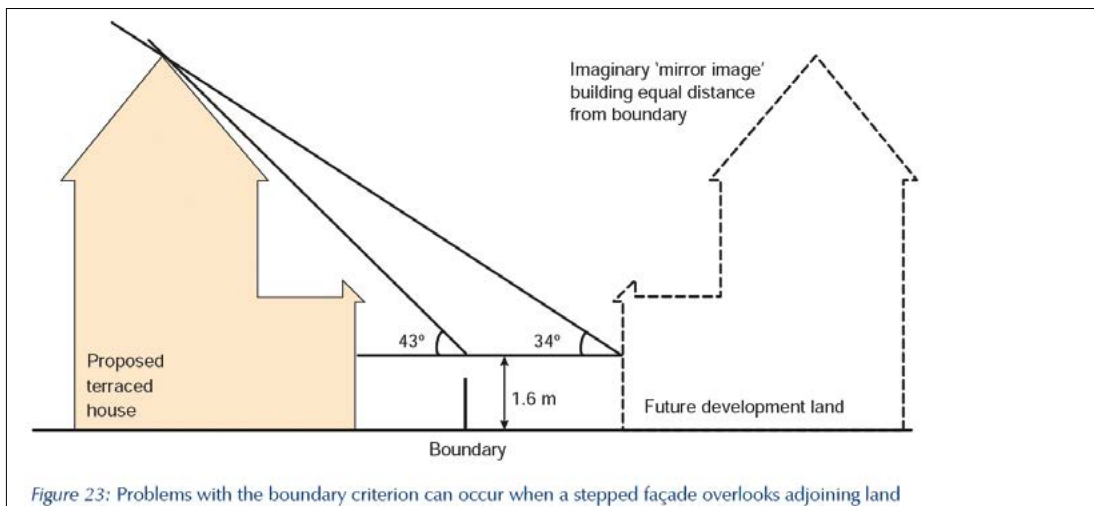 Imaginary 'mirror image'
building equal distance
from boundary
43°
34°
Proposed
terraced
house
1.6 m
Future development land
Boundary
Figure 23: Problems with the boundary criterion can occur when a stepped façade overlooks adjoining land